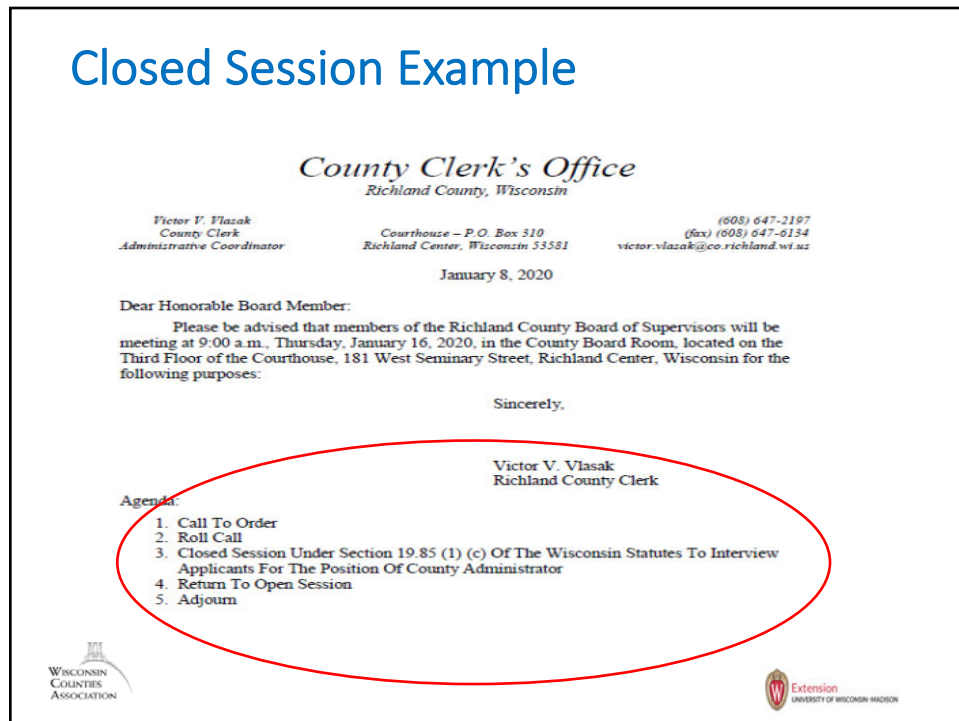 Closed Session Example
County Clerk's Office
Richland County, Wisconsin
Victor V. Vlazak
County Clerk
Administrative Coordinator
Courthouse – P.O. Box 310
Richland Center, Wisconsin 53581
(608) 647-2197
(fax) (608) 647-6134
victor.vlasak@co.richland.wi.us
January 8, 2020
Dear Honorable Board Member:
Please be advised that members of the Richland County Board of Supervisors will be
meeting at 9:00 a.m., Thursday, January 16, 2020, in the County Board Room, located on the
Third Floor of the Courthouse, 181 West Seminary Street, Richland Center, Wisconsin for the
following purposes:
Sincerely,
Victor V. Vlasak
Richland County Clerk
Agenda:
1. Call To Order
2. Roll Call
3. Closed Session Under Section 19.85 (1) (c) Of The Wisconsin Statutes To Interview
Applicants For The Position Of County Administrator
4. Return To Open Session
5. Adjourn
WISCONSIN
COUNTIES
ASSOCIATION
W
Extension
UNIVERSITY OF WISCONSIN-MADISON